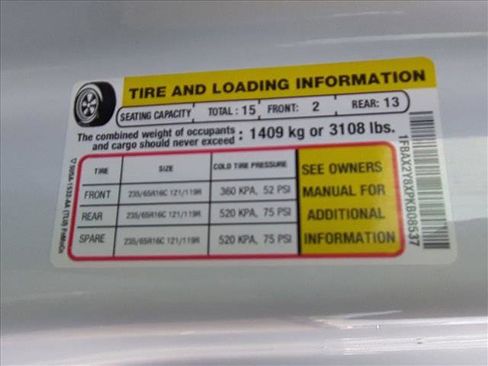 TIRE AND LOADING INFORMATION
SEATING CAPACITY TOTAL: 15 FRONT: 2 REAR: 13
The combined weight of occupants and cargo should never exceed : 1409 kg or 3108 lbs.
TIRE SIZE COLD TIRE PRESSURE
FRONT 235/65R16C 121/119R 360 KPA, 52 PSI
REAR 235/65R16C 121/119R 520 KPA, 75 PSI
SPARE 235/65R16C 121/119R 520 KPA, 75 PSI
SEE OWNERS
MANUAL FOR
ADDITIONAL
INFORMATION
1FBAX2Y8XPKB08537